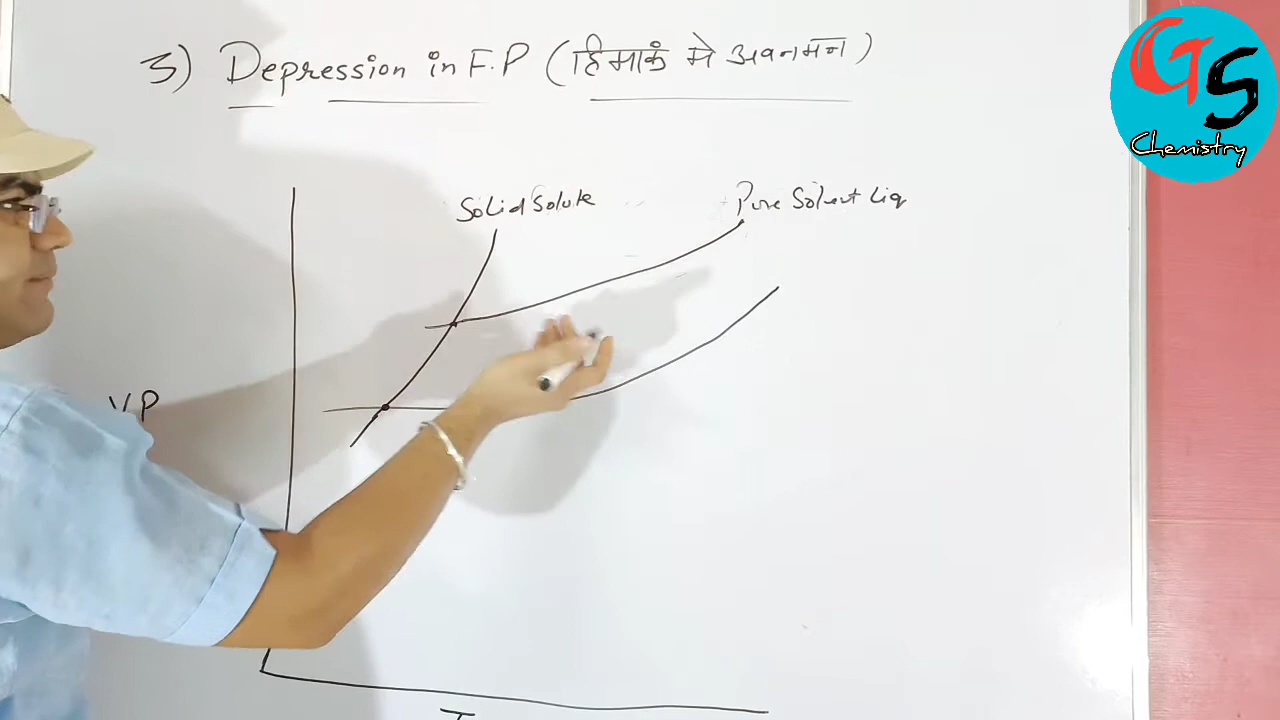 3) Depression in F.P (हिमाकं मे अवनमन)
Solid Solute
Pure Solvent Liq
VP
T
GS
Chemistry